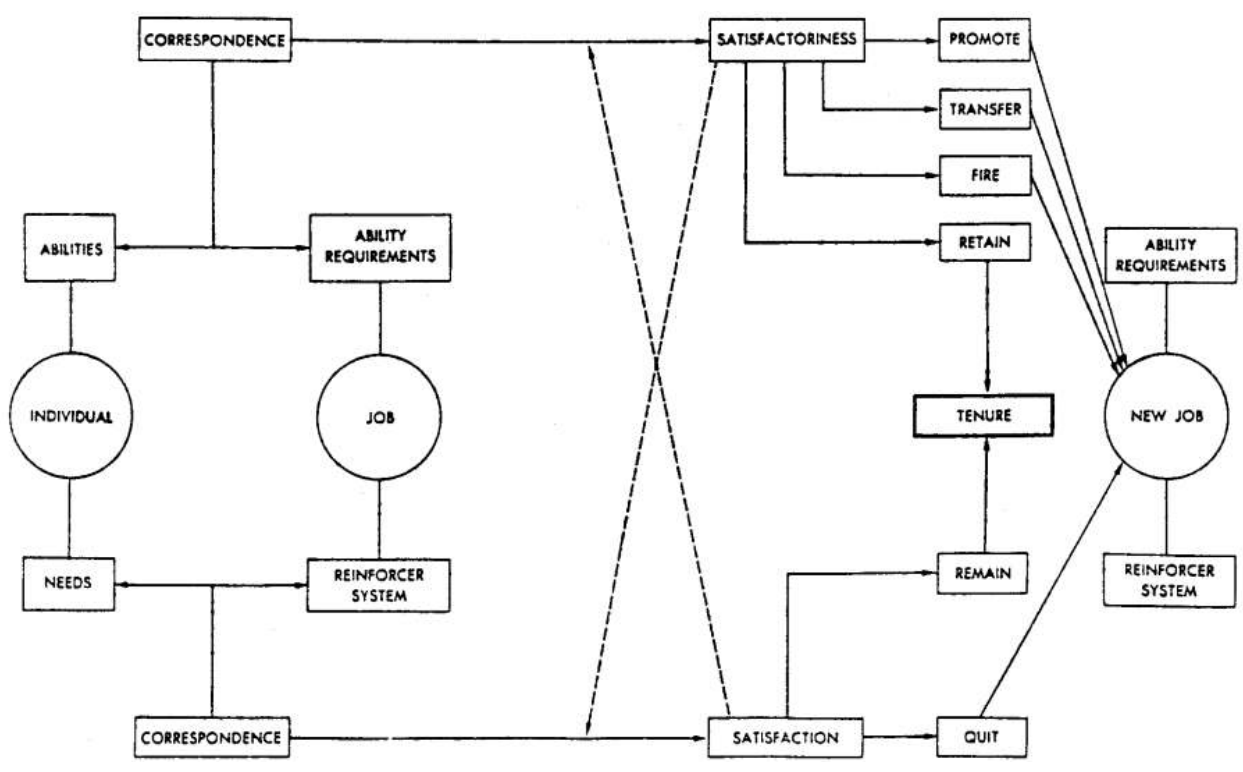 CORRESPONDENCE
SATISFACTORINESS
PROMOTE
TRANSFER
FIRE
RETAIN
ABILITIES
ABILITY
REQUIREMENTS
ABILITY
REQUIREMENTS
INDIVIDUAL
JOB
TENURE
NEW JOB
NEEDS
REINFORCER
SYSTEM
REMAIN
REINFORCER
SYSTEM
CORRESPONDENCE
SATISFACTION
QUIT